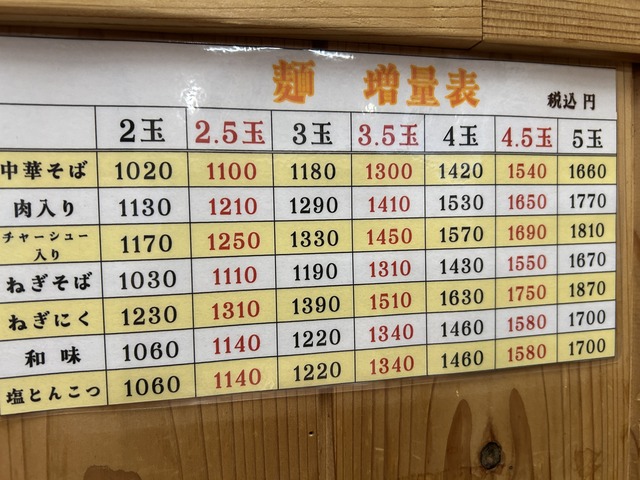 麺 増量表
税込 円
2玉 2.5玉 3玉 3.5玉 4玉 4.5玉 5玉
中華そば 1020 1100 1180 1300 1420 1540 1660
肉入り 1130 1210 1290 1410 1530 1650 1770
チャーシュー
入り 1170 1250 1330 1450 1570 1690 1810
ねぎそば 1030 1110 1190 1310 1430 1550 1670
ねぎにく 1230 1310 1390 1510 1630 1750 1870
和味 1060 1140 1220 1340 1460 1580 1700
塩とんこつ 1060 1140 1220 1340 1460 1580 1700